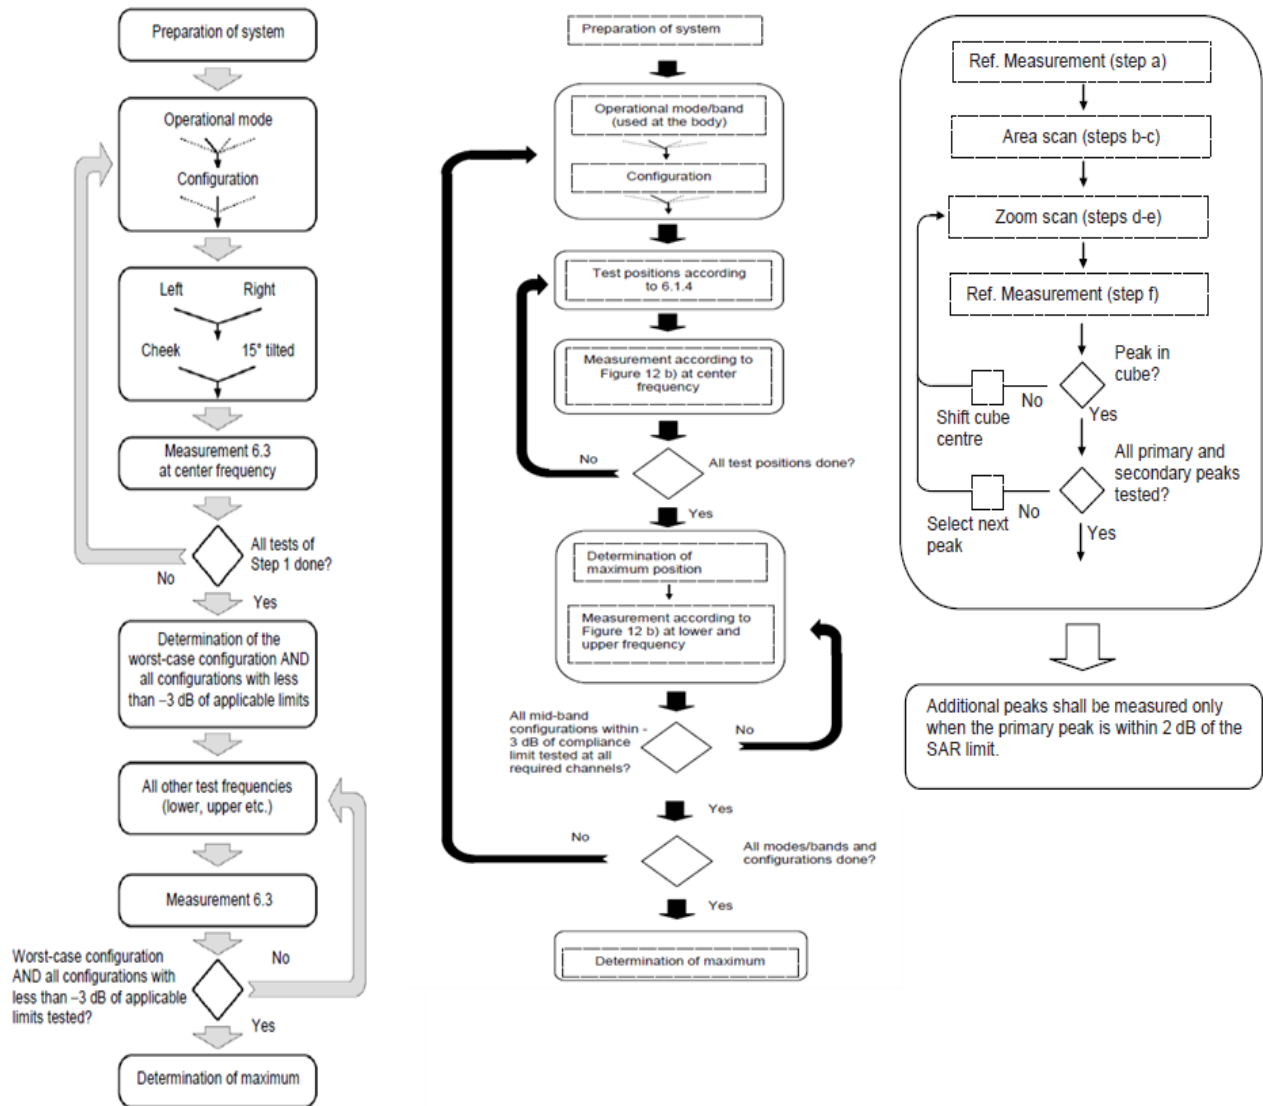 Preparation of system
Operational mode
Configuration
Left Right
Cheek 15° tilted
Measurement 6.3
at center frequency
All tests of
Step 1 done?
No
Yes
Determination of the
worst-case configuration AND
all configurations with less
than –3 dB of applicable limits
All other test frequencies
(lower, upper etc.)
Measurement 6.3
Worst-case configuration
AND all configurations with
less than –3 dB of applicable
limits tested?
No
Yes
Determination of maximum
Preparation of system
Operational mode/band
(used at the body)
Configuration
Test positions according
to 6.1.4
Measurement according to
Figure 12 b) at center
frequency
No
All test positions done?
Yes
Determination of
maximum position
Measurement according to
Figure 12 b) at lower and
upper frequency
All mid-band
configurations within -
3 dB of compliance
limit tested at all
required channels?
No
Yes
No
All modes/bands and
configurations done?
Yes
Determination of maximum
Ref. Measurement (step a)
Area scan (steps b-c)
Zoom scan (steps d-e)
Ref. Measurement (step f)
Peak in
cube?
No
Shift cube
centre
Yes
All primary and
secondary peaks
tested?
No
Select next
peak
Yes
Additional peaks shall be measured only
when the primary peak is within 2 dB of the
SAR limit.